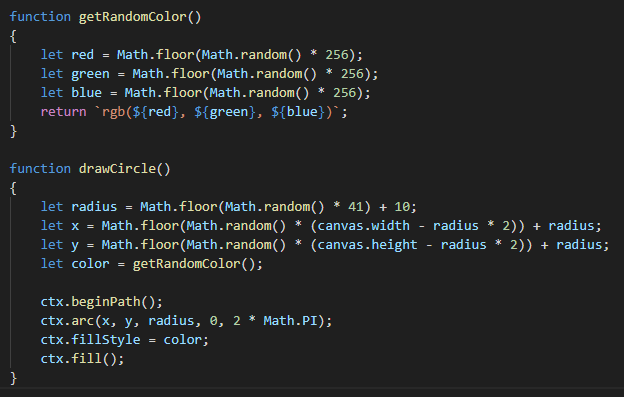 function getRandomColor()
{
    let red = Math.floor(Math.random() * 256);
    let green = Math.floor(Math.random() * 256);
    let blue = Math.floor(Math.random() * 256);
    return `rgb(${red}, ${green}, ${blue})`;
}

function drawCircle()
{
    let radius = Math.floor(Math.random() * 41) + 10;
    let x = Math.floor(Math.random() * (canvas.width - radius * 2)) + radius;
    let y = Math.floor(Math.random() * (canvas.height - radius * 2)) + radius;
    let color = getRandomColor();

    ctx.beginPath();
    ctx.arc(x, y, radius, 0, 2 * Math.PI);
    ctx.fillStyle = color;
    ctx.fill();
}